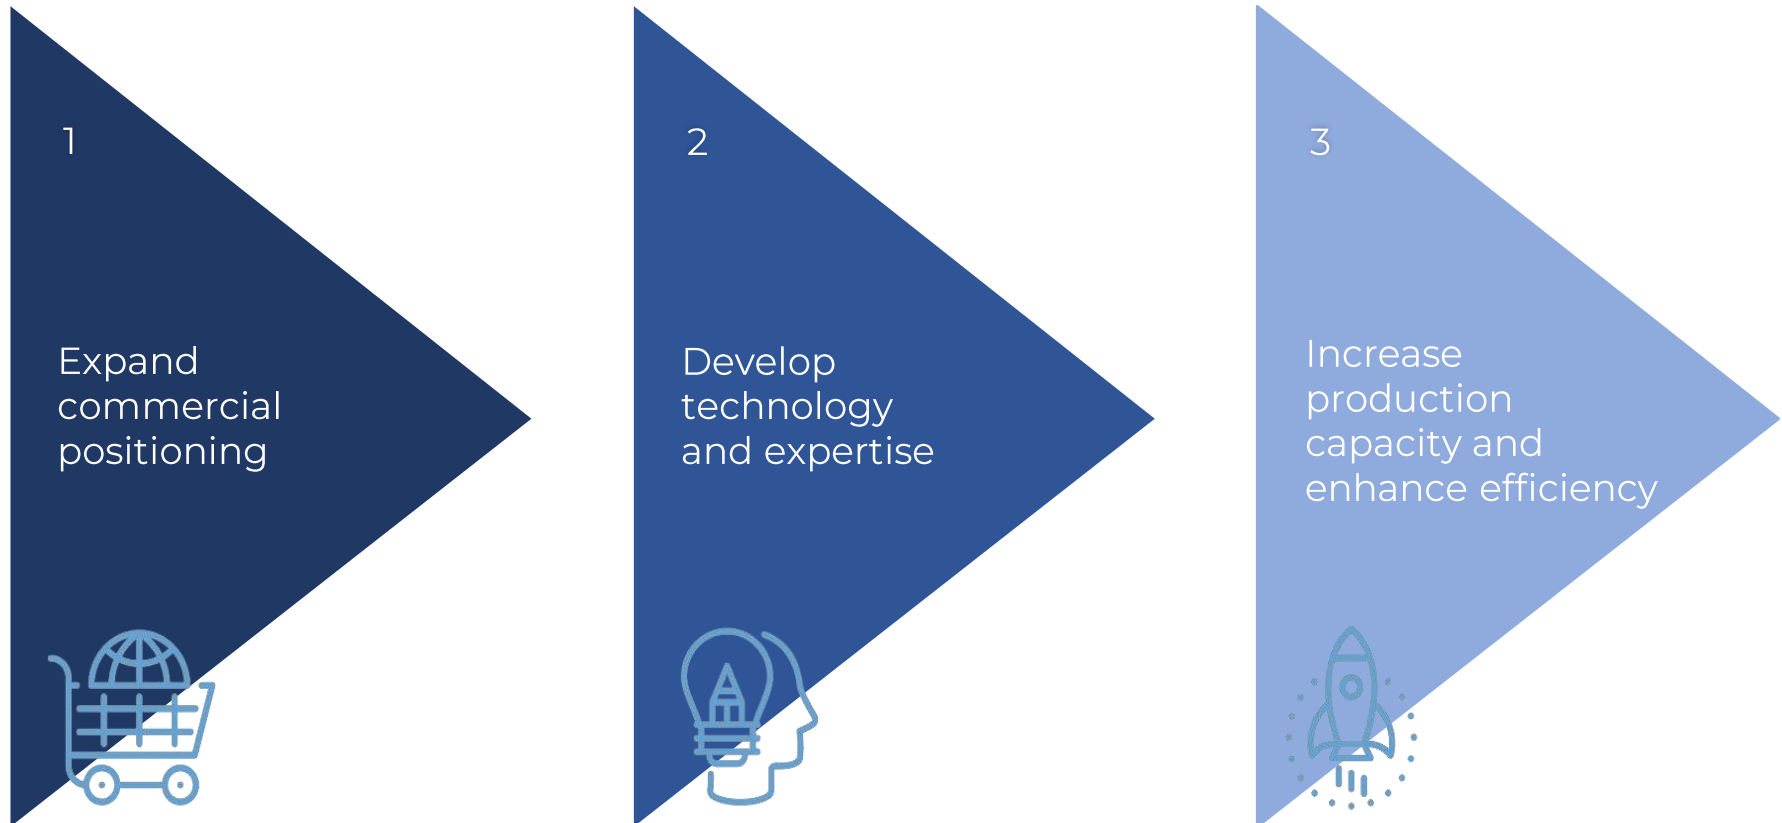 1
Expand
commercial
positioning
2
Develop
technology
and expertise
3
Increase
production
capacity and
enhance efficiency